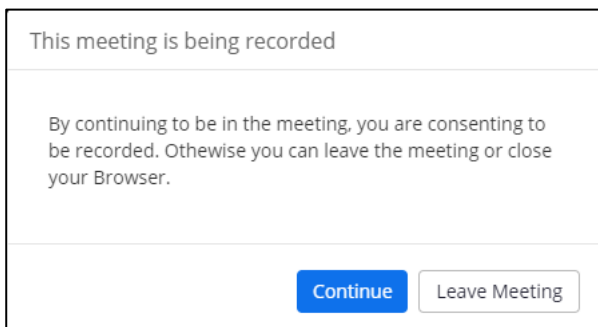 This meeting is being recorded
By continuing to be in the meeting, you are consenting to
be recorded. Othewise you can leave the meeting or close
your Browser.
Continue Leave Meeting